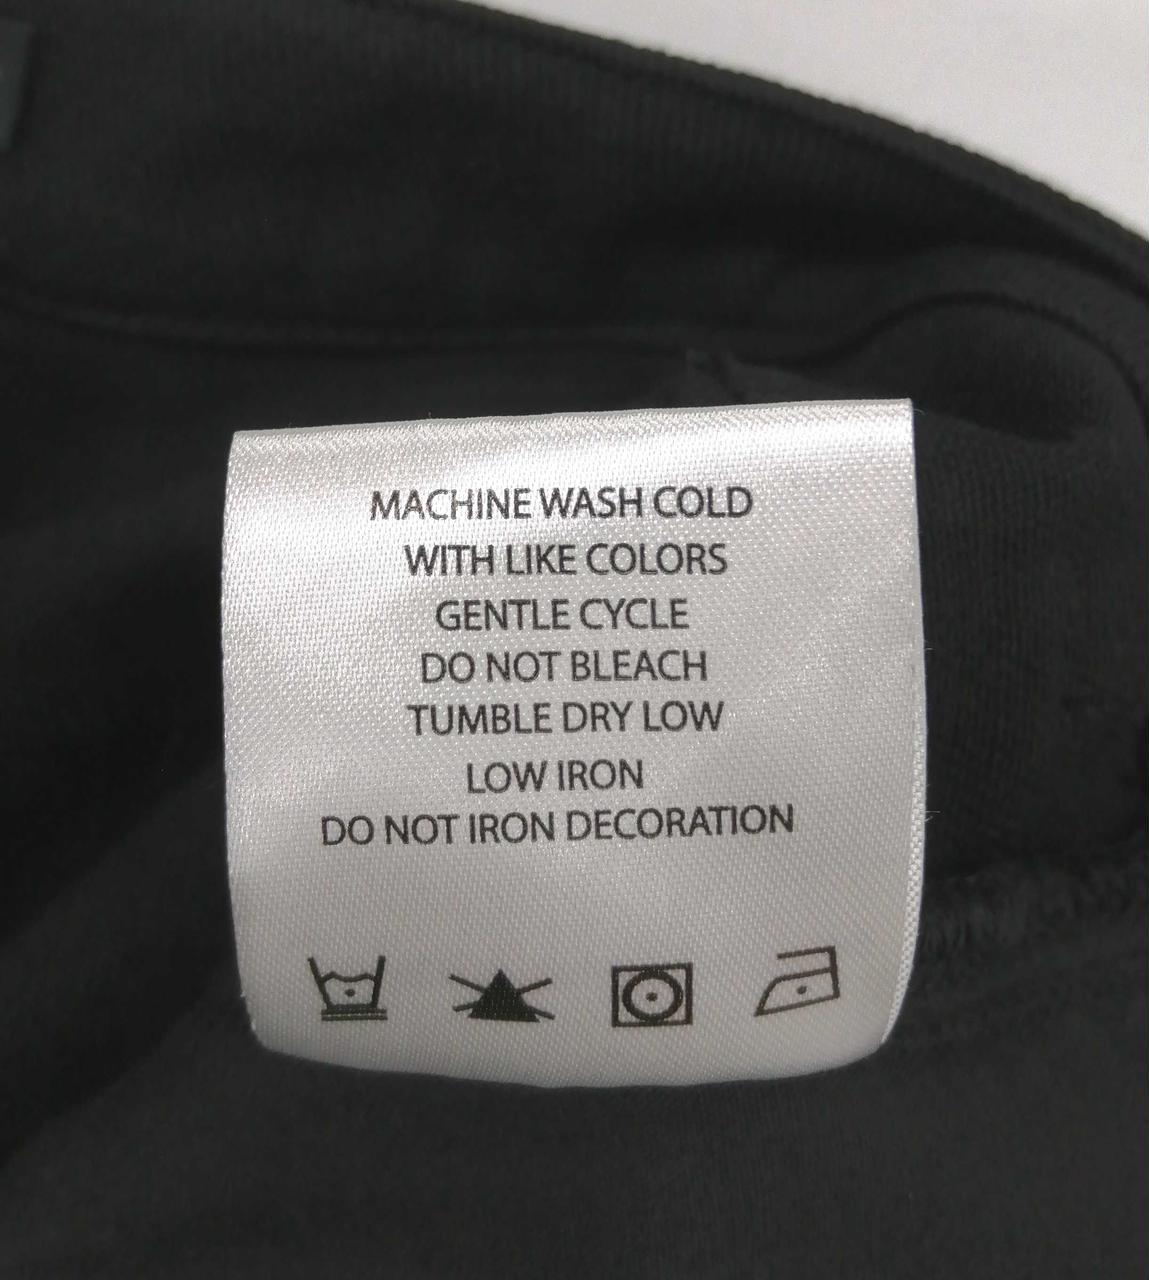 MACHINE WASH COLD
WITH LIKE COLORS
GENTLE CYCLE
DO NOT BLEACH
TUMBLE DRY LOW
LOW IRON
DO NOT IRON DECORATION